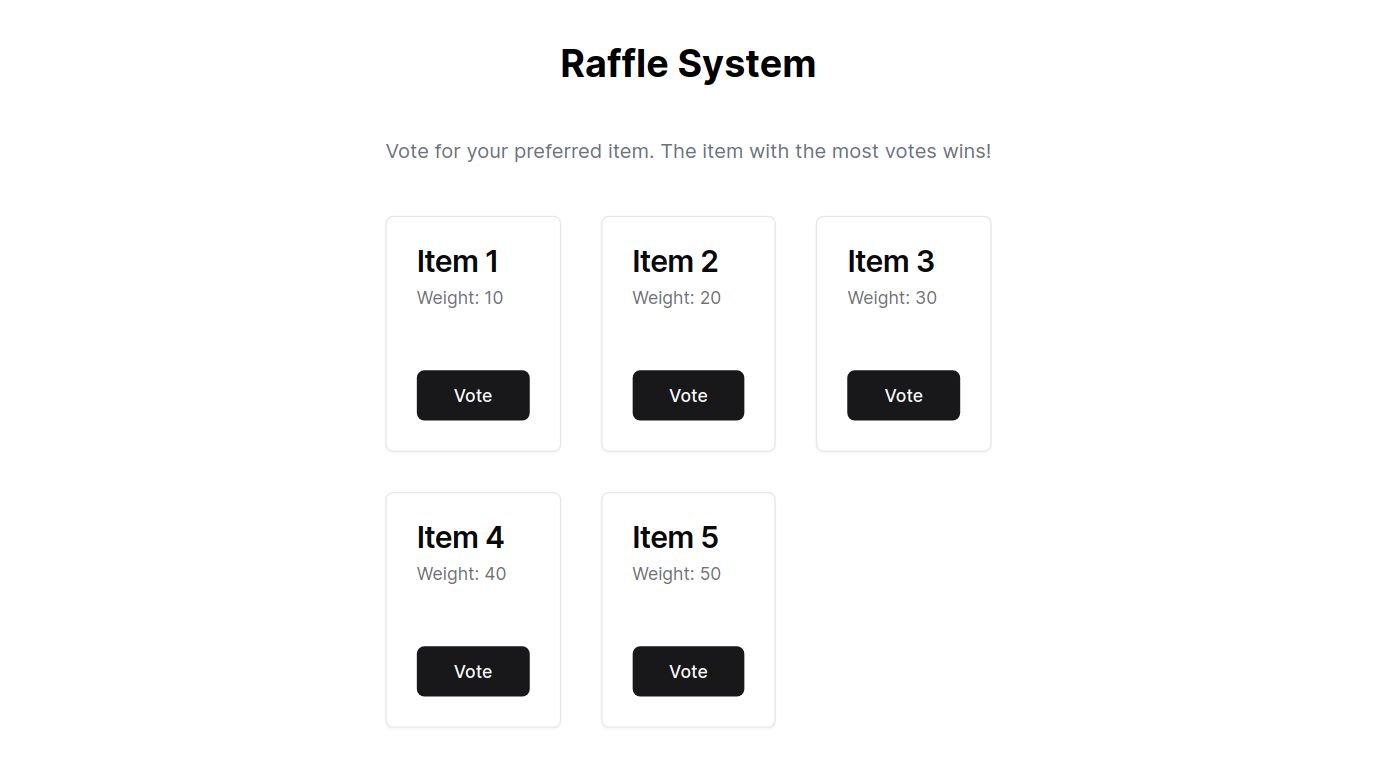 Raffle System
Vote for your preferred item. The item with the most votes wins!
Item 1
Weight: 10
Vote
Item 2
Weight: 20
Vote
Item 3
Weight: 30
Vote
Item 4
Weight: 40
Vote
Item 5
Weight: 50
Vote